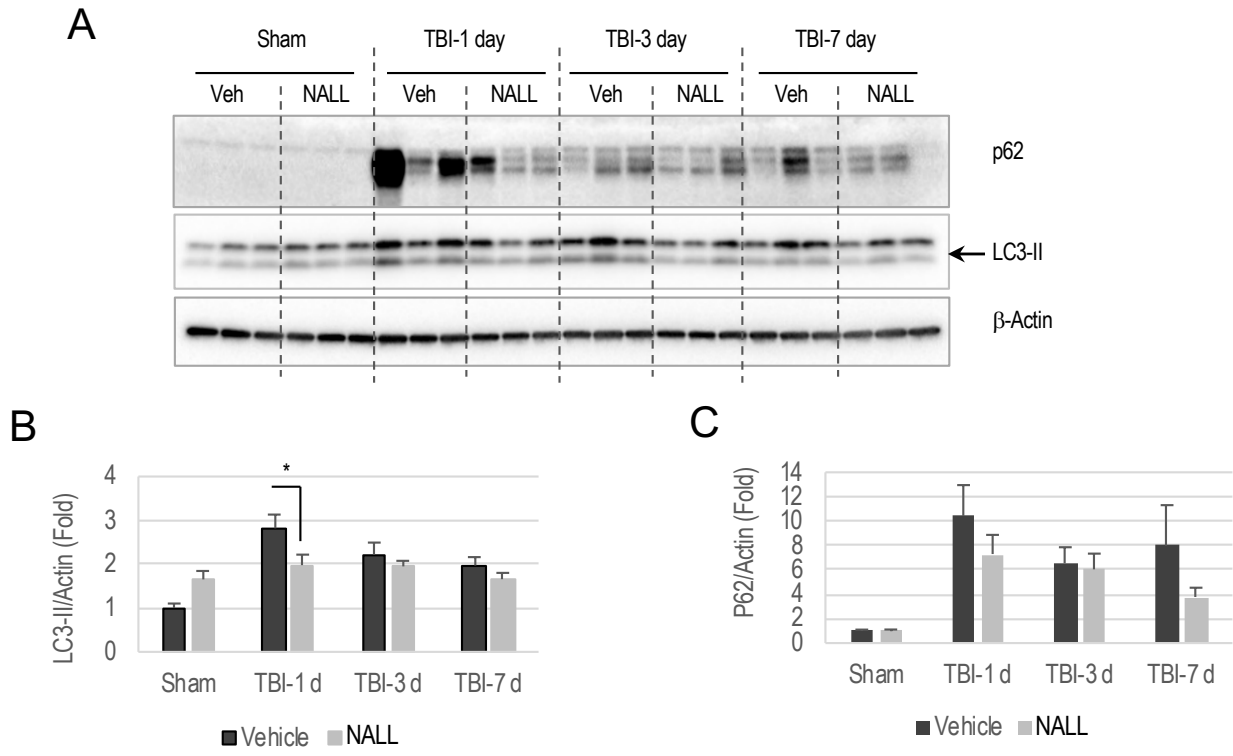 A
Sham TBI-1 day TBI-3 day TBI-7 day
Veh NALL Veh NALL Veh NALL Veh NALL
p62
LC3-II
β-Actin
B
LC3-II/Actin (Fold)
4
3
2
1
0
*
Sham TBI-1 d TBI-3 d TBI-7 d
Vehicle NALL
C
P62/Actin (Fold)
14
12
10
8
6
4
2
0
Sham TBI-1 d TBI-3 d TBI-7 d
Vehicle NALL